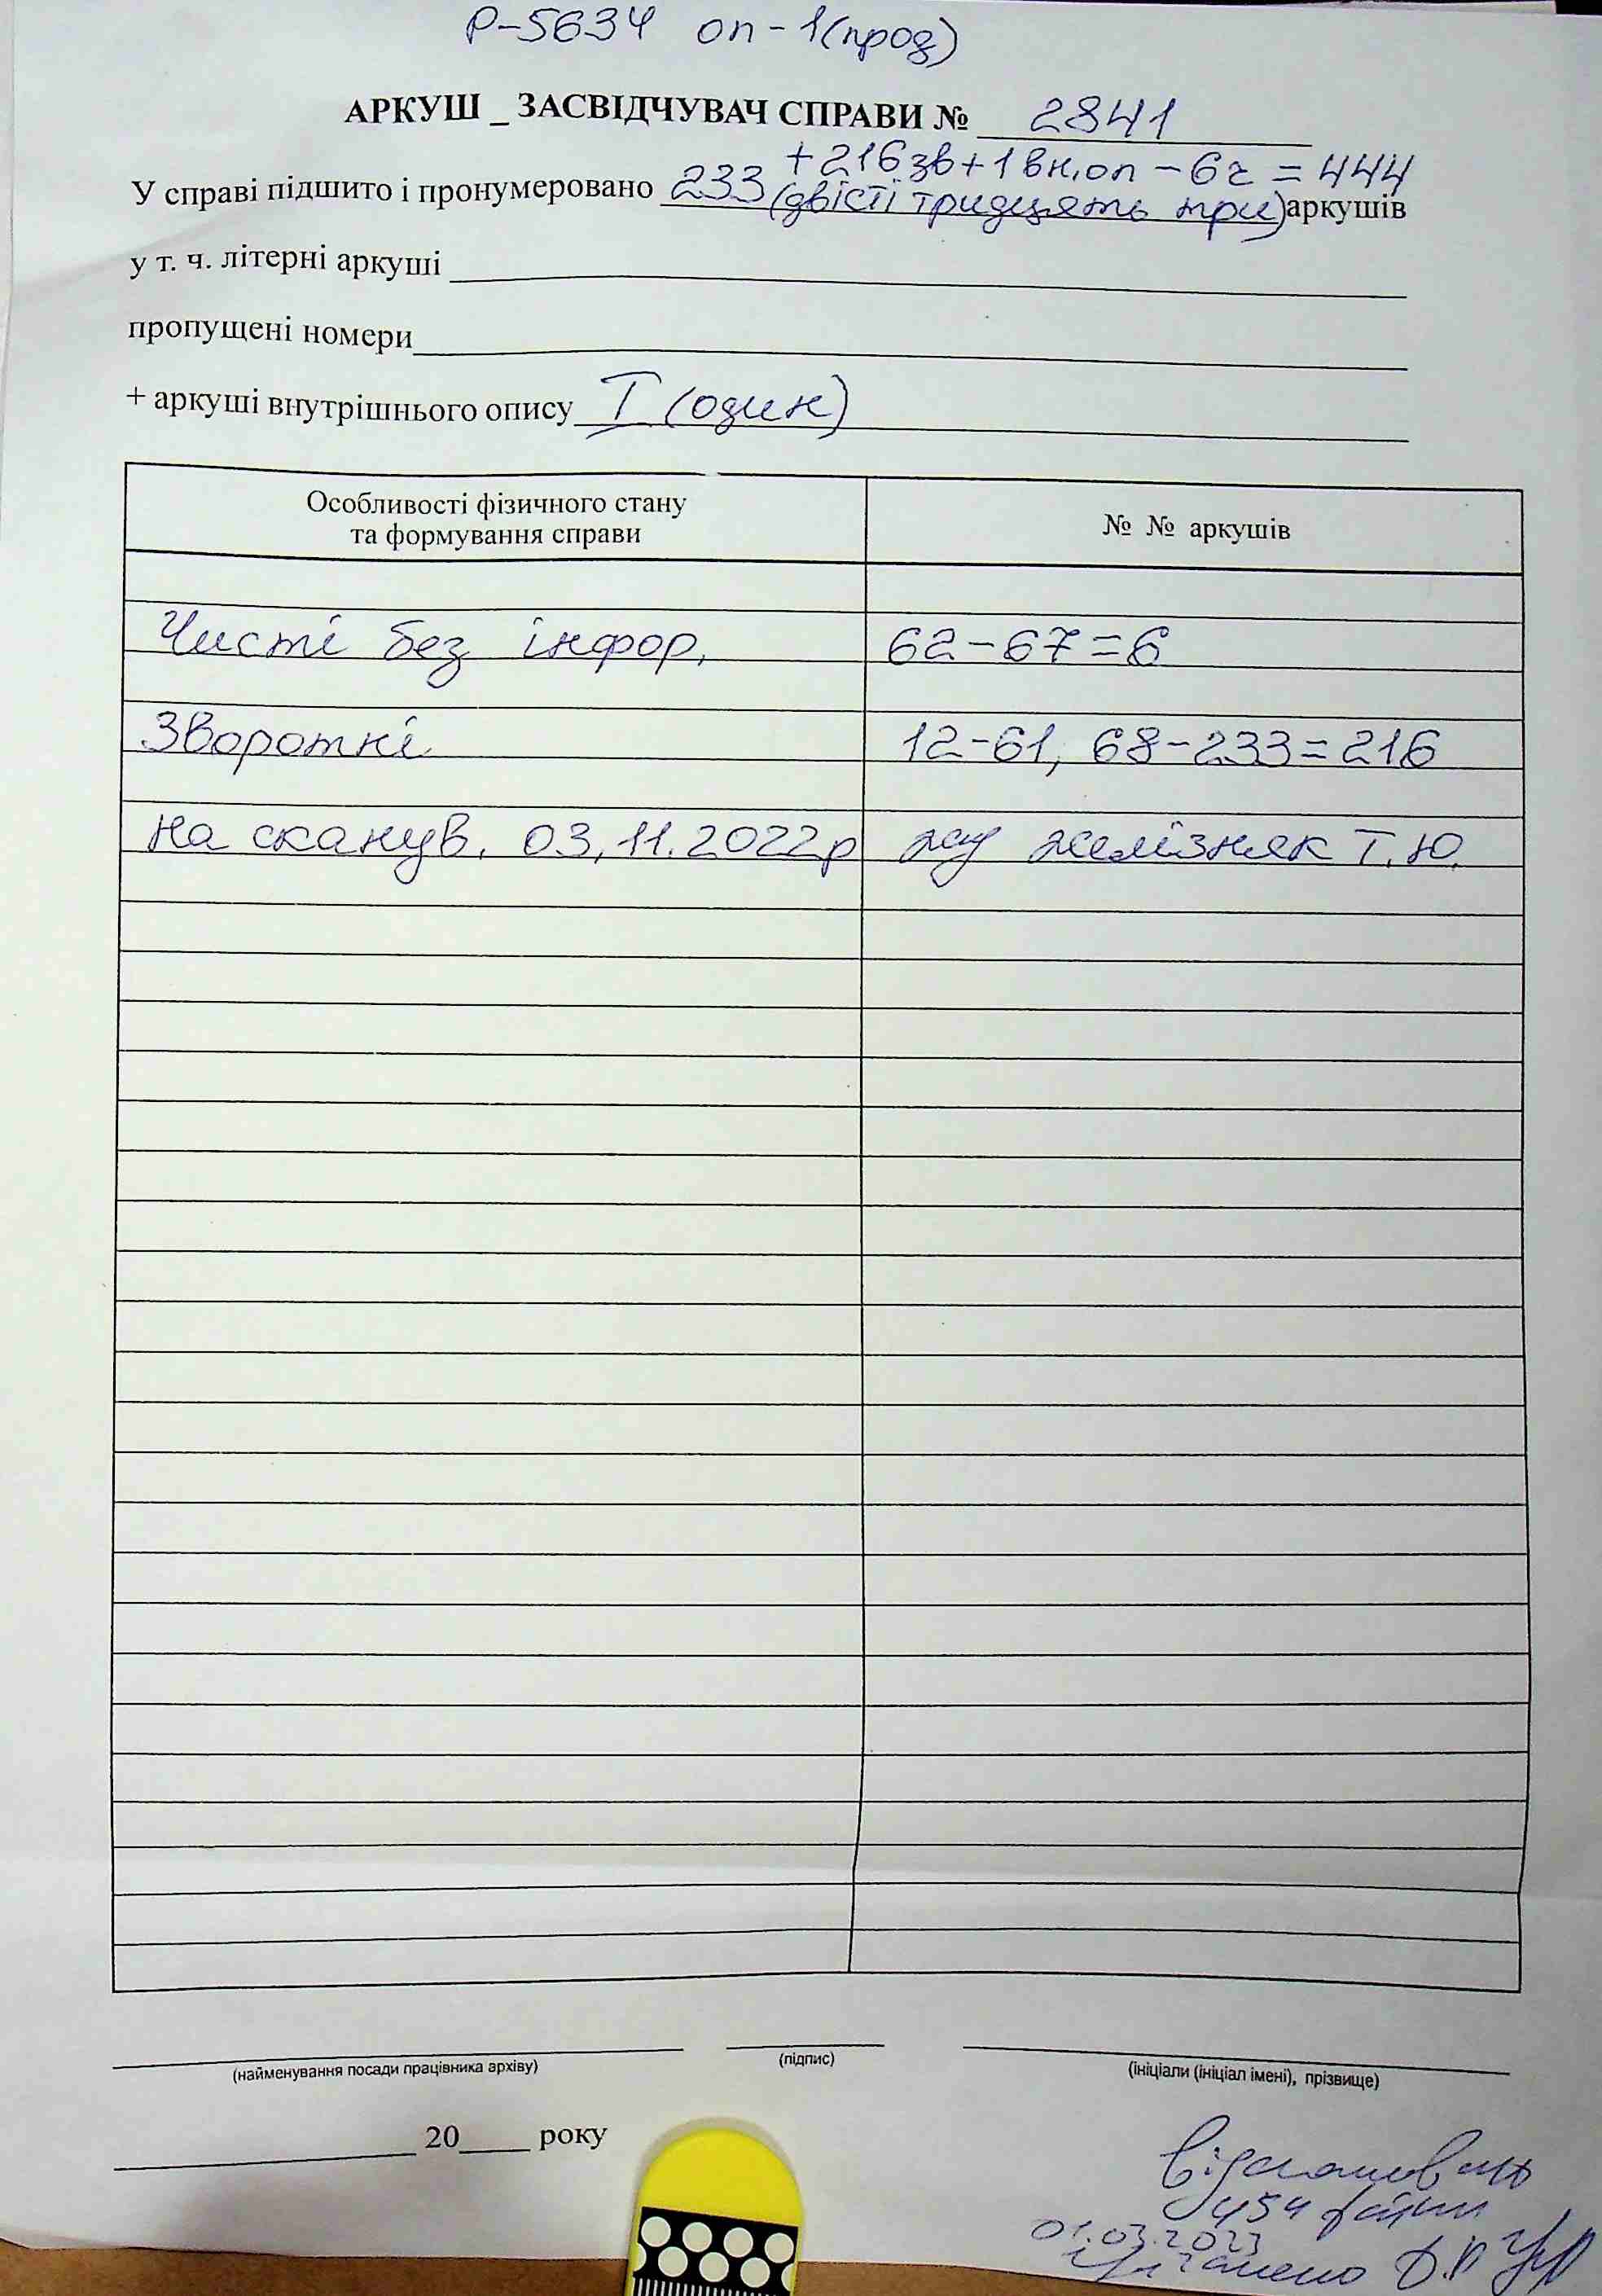 Р-5634 оп-1(прод)
АРКУШ _ ЗАСВІДЧУВАЧ СПРАВИ № 2841
+216зв+1вн.оп-6г=444
У справі підшито і пронумеровано 233 (двісті тридцять три) аркушів
у т. ч. літерні аркуші
пропущені номери
+ аркуші внутрішнього опису I (один)
Особливості фізичного стану
та формування справи
№ № аркушів
Чисті без інфор. 62-67=6
Зворотні 12-61, 68-233=216
на сканув. 03.11.2022р Желізняк Т.Ю.
(найменування посади працівника архіву) (підпис) (ініціали (ініціал імені), прізвище)
20 року
Відскановано
454 файли
01.03.2023